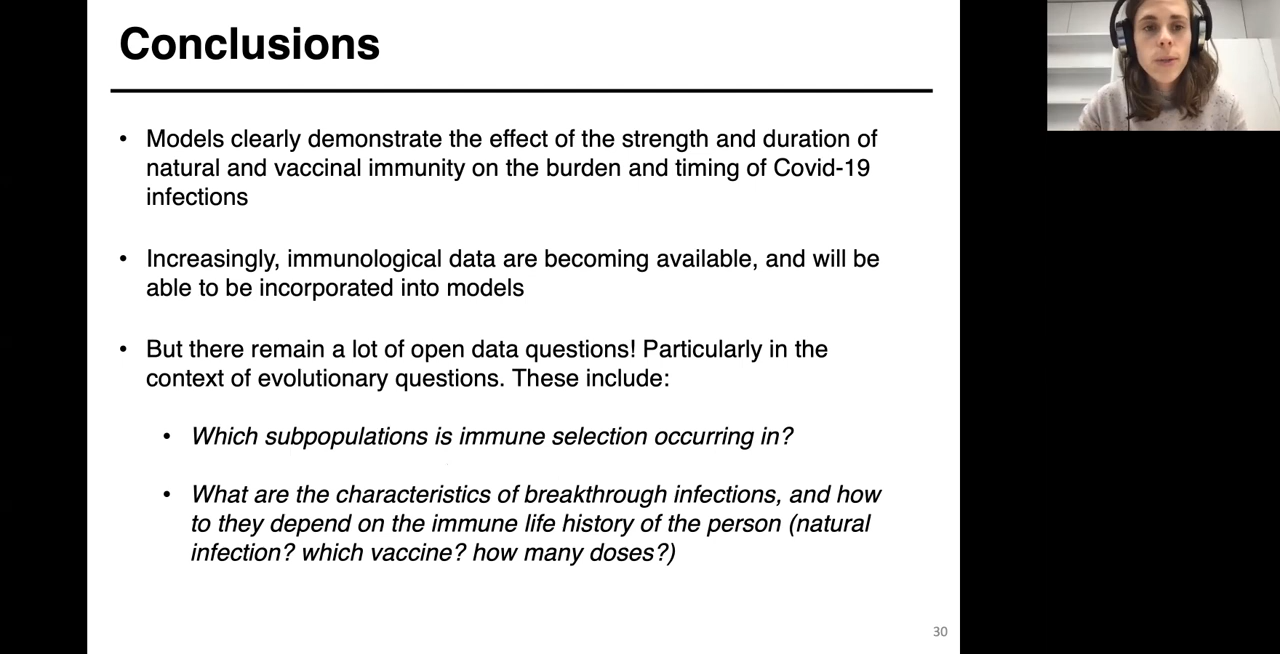 Conclusions
• Models clearly demonstrate the effect of the strength and duration of
natural and vaccinal immunity on the burden and timing of Covid-19
infections
• Increasingly, immunological data are becoming available, and will be
able to be incorporated into models
• But there remain a lot of open data questions! Particularly in the
context of evolutionary questions. These include:
• Which subpopulations is immune selection occurring in?
• What are the characteristics of breakthrough infections, and how
to they depend on the immune life history of the person (natural
infection? which vaccine? how many doses?)
30